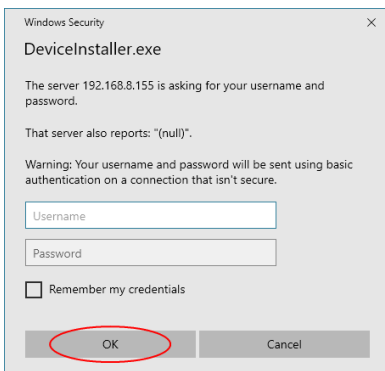 Windows Security
DeviceInstaller.exe
The server 192.168.8.155 is asking for your username and
password.
That server also reports: "(null)".
Warning: Your username and password will be sent using basic
authentication on a connection that isn't secure.
Username
Password
Remember my credentials
OK
Cancel